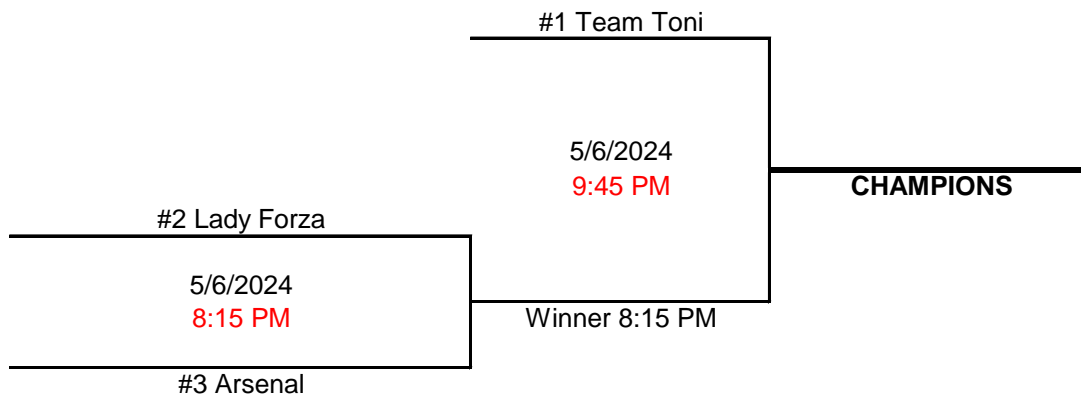 #1 Team Toni
5/6/2024
9:45 PM
CHAMPIONS
#2 Lady Forza
5/6/2024
8:15 PM
Winner 8:15 PM
#3 Arsenal